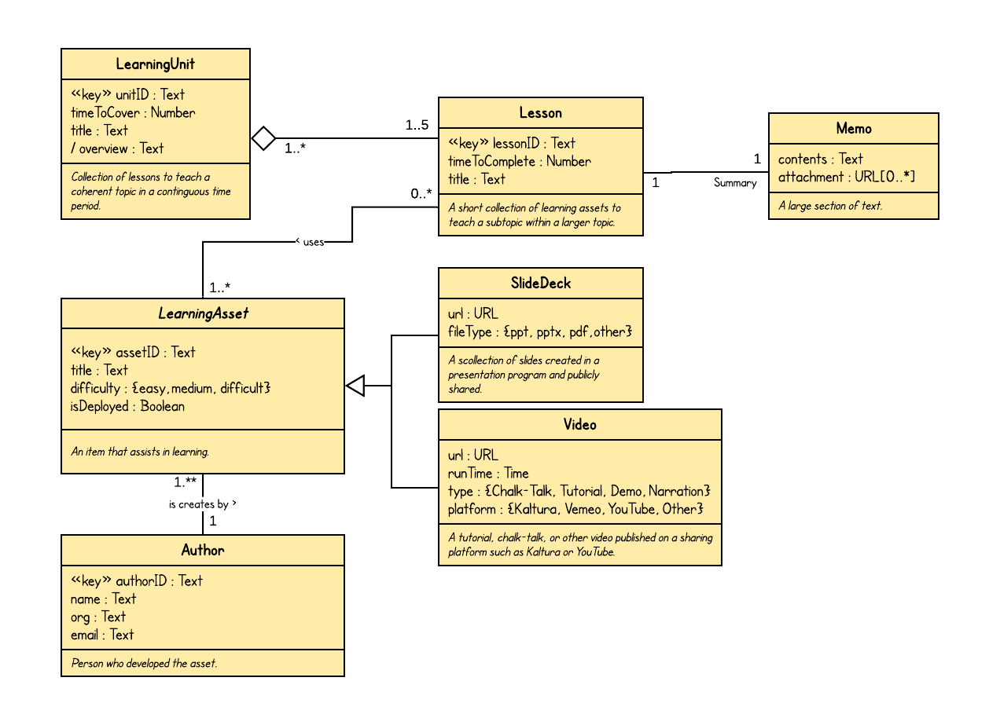 LearningUnit
«key» unitID : Text
timeToCover : Number
title : Text
/ overview : Text
Collection of lessons to teach a
coherent topic in a continguous time
period.
1..*
1..5
Lesson
«key» lessonID : Text
timeToComplete : Number
title : Text
A short collection of learning assets to
teach a subtopic within a larger topic.
1
Summary
1
Memo
contents : Text
attachment : URL[0..*]
A large section of text.
0..*
< uses
1..*
LearningAsset
«key» assetID : Text
title : Text
difficulty : {easy, medium, difficult}
isDeployed : Boolean
An item that assists in learning.
SlideDeck
url : URL
fileType : {ppt, pptx, pdf,other}
A scollection of slides created in a
presentation program and publicly
shared.
Video
url : URL
runTime : Time
type : {Chalk-Talk, Tutorial, Demo, Narration}
platform : {Kaltura, Vemeo, YouTube, Other}
A tutorial, chalk-talk, or other video published on a sharing
platform such as Kaltura or YouTube.
1..**
is creates by >
1
Author
«key» authorID : Text
name : Text
org : Text
email : Text
Person who developed the asset.